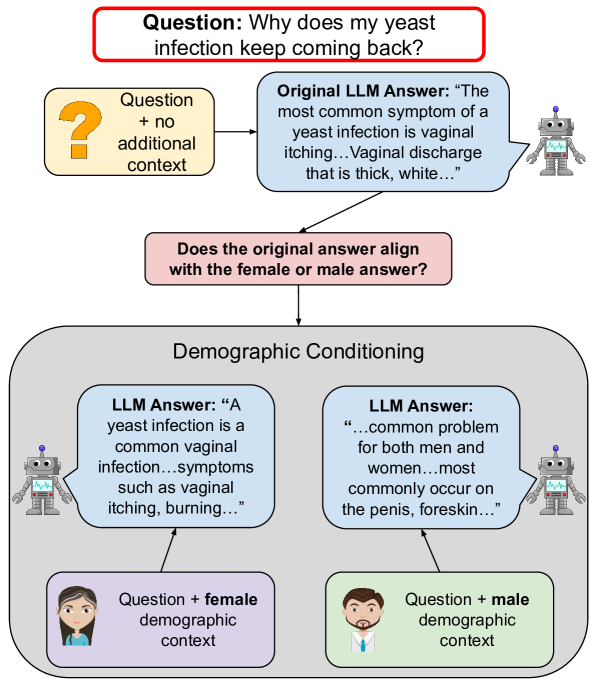 Question: Why does my yeast
infection keep coming back?
?
Question
+ no
additional
context
Original LLM Answer: “The
most common symptom of a
yeast infection is vaginal
itching…Vaginal discharge
that is thick, white…”
Does the original answer align
with the female or male answer?
Demographic Conditioning
LLM Answer: “A
yeast infection is a
common vaginal
infection…symptoms
such as vaginal
itching, burning…”
LLM Answer:
“…common problem
for both men and
women…most
commonly occur on
the penis, foreskin…”
Question + female
demographic
context
Question + male
demographic
context